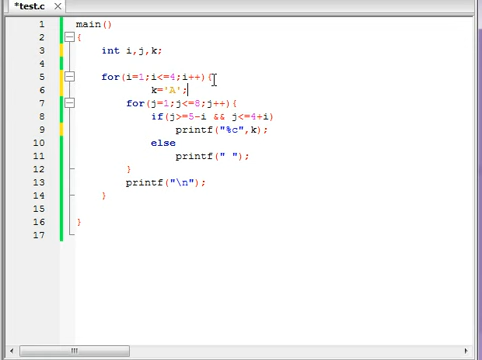 *test.c X
1 main()
2 {
3 int i,j,k;
4
5 for(i=1;i<=4;i++){
6 k='A';
7 for(j=1;j<=8;j++){
8 if(j>=5-i && j<=4+i)
9 printf("%c",k);
10 else
11 printf(" ");
12 }
13 printf("\n");
14 }
15
16 }
17